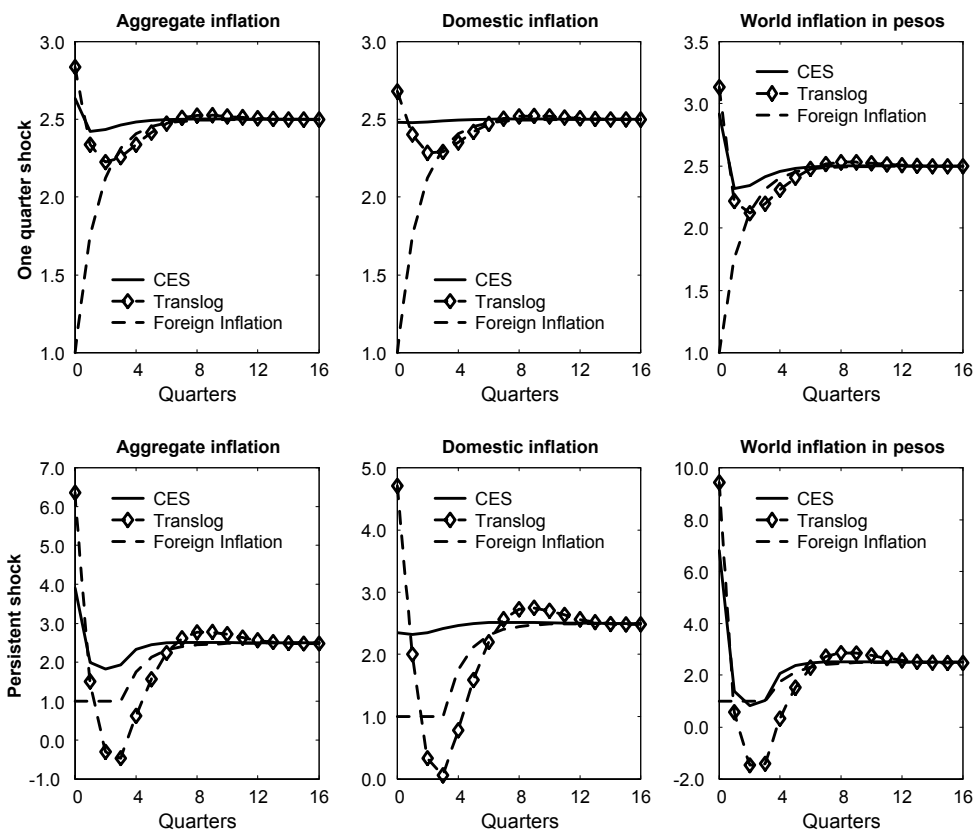 Aggregate inflation
Domestic inflation
World inflation in pesos
One quarter shock
3.0
2.5
2.0
1.5
1.0
CES
Translog
Foreign Inflation
0 4 8 12 16
Quarters
3.0
2.5
2.0
1.5
1.0
CES
Translog
Foreign Inflation
0 4 8 12 16
Quarters
3.5
3.0
2.5
2.0
1.5
1.0
CES
Translog
Foreign Inflation
0 4 8 12 16
Quarters
Aggregate inflation
Domestic inflation
World inflation in pesos
Persistent shock
7.0
6.0
5.0
4.0
3.0
2.0
1.0
0.0
-1.0
CES
Translog
Foreign Inflation
0 4 8 12 16
Quarters
5.0
4.0
3.0
2.0
1.0
0.0
CES
Translog
Foreign Inflation
0 4 8 12 16
Quarters
10.0
8.0
6.0
4.0
2.0
0.0
-2.0
CES
Translog
Foreign Inflation
0 4 8 12 16
Quarters